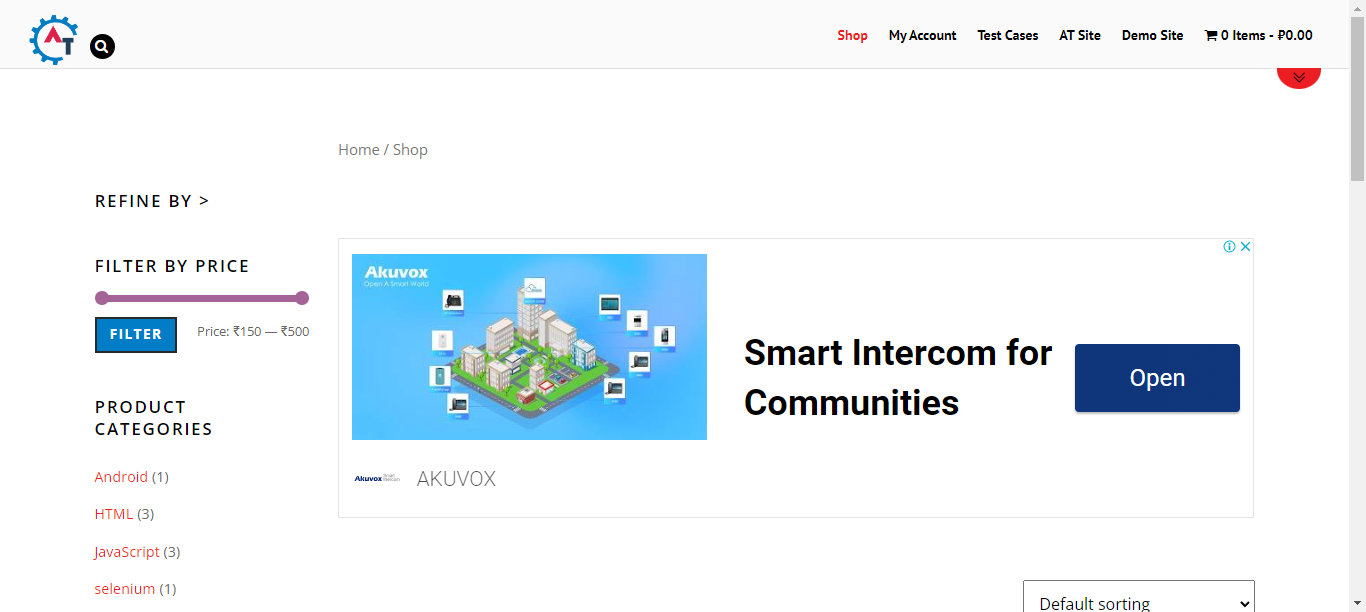 AT
Shop
My Account
Test Cases
AT Site
Demo Site
0 Items - ₽0.00
Home / Shop
REFINE BY >
FILTER BY PRICE
FILTER
Price: ₹150 — ₹500
PRODUCT
CATEGORIES
Android (1)
HTML (3)
JavaScript (3)
selenium (1)
Akuvox
Open A Smart World
Smart Intercom for
Communities
Open
Akuvox Smart Intercom
AKUVOX
Default sorting